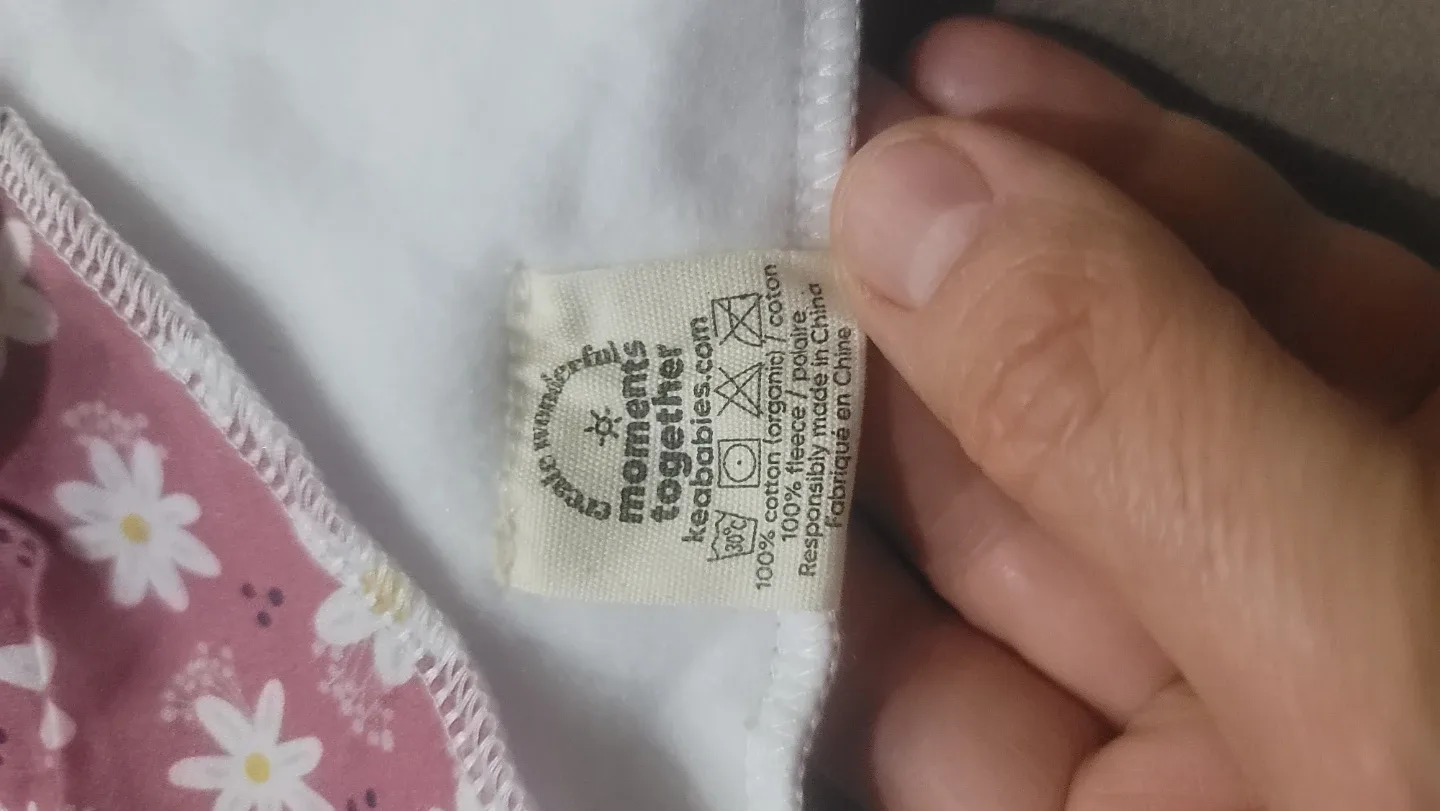 create moments
moments
together
keababies.com
30°C
100% cotton (organic) / coton
100% fleece / polaire
Responsibly made in China
Fabriqué en Chine